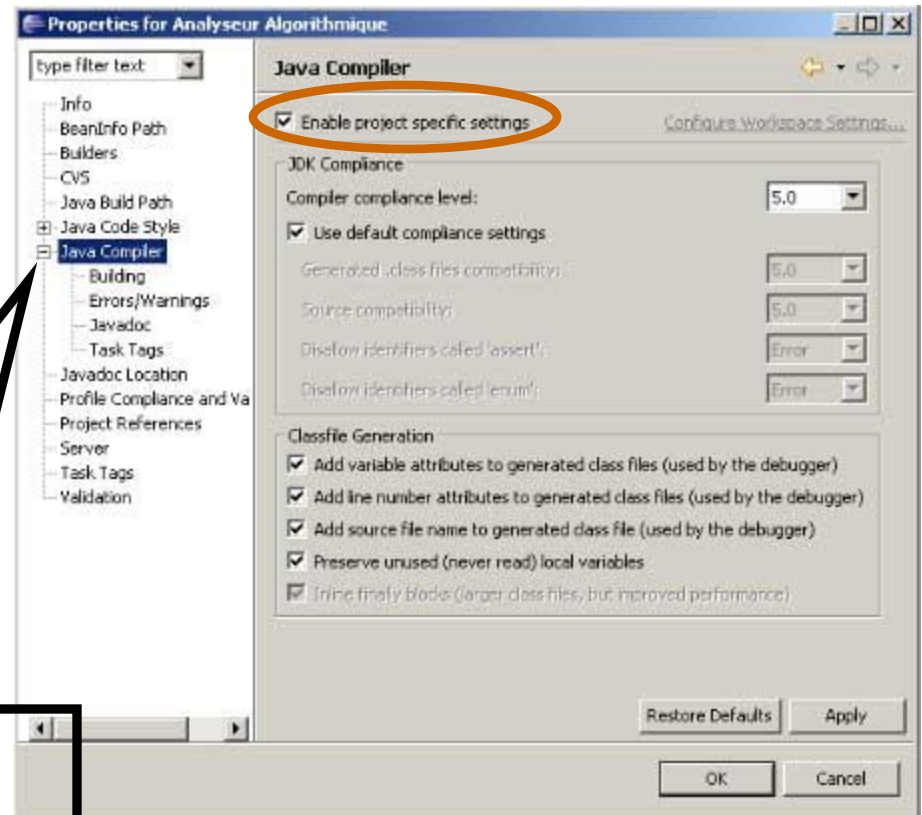 Properties for Analyseur Algorithmique
type filter text
Info
BeanInfo Path
Builders
CVS
Java Build Path
Java Code Style
Java Compiler
Building
Errors/Warnings
Javadoc
Task Tags
Javadoc Location
Profile Compliance and Va
Project References
Server
Task Tags
Validation
Java Compiler
Enable project specific settings
Configure Workspace Settings...
JDK Compliance
Compiler compliance level: 5.0
Use default compliance settings
Generated .class files compatibility: 5.0
Source compatibility: 5.0
Disallow identifiers called 'assert': Error
Disallow identifiers called 'enum': Error
Classfile Generation
Add variable attributes to generated class files (used by the debugger)
Add line number attributes to generated class files (used by the debugger)
Add source file name to generated class file (used by the debugger)
Preserve unused (never read) local variables
Inline finally blocks (larger class files, but improved performance)
Restore Defaults
Apply
OK
Cancel